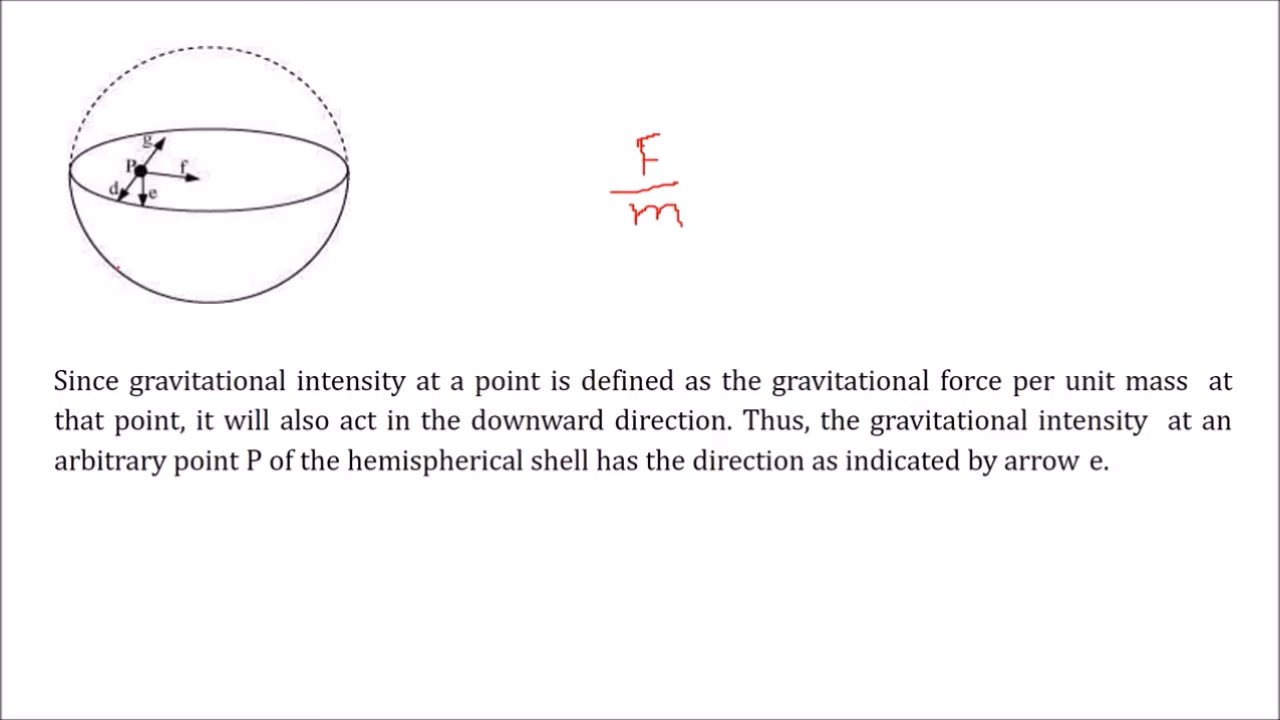 g
P
f
d
e
F
m
Since gravitational intensity at a point is defined as the gravitational force per unit mass at
that point, it will also act in the downward direction. Thus, the gravitational intensity at an
arbitrary point P of the hemispherical shell has the direction as indicated by arrow e.